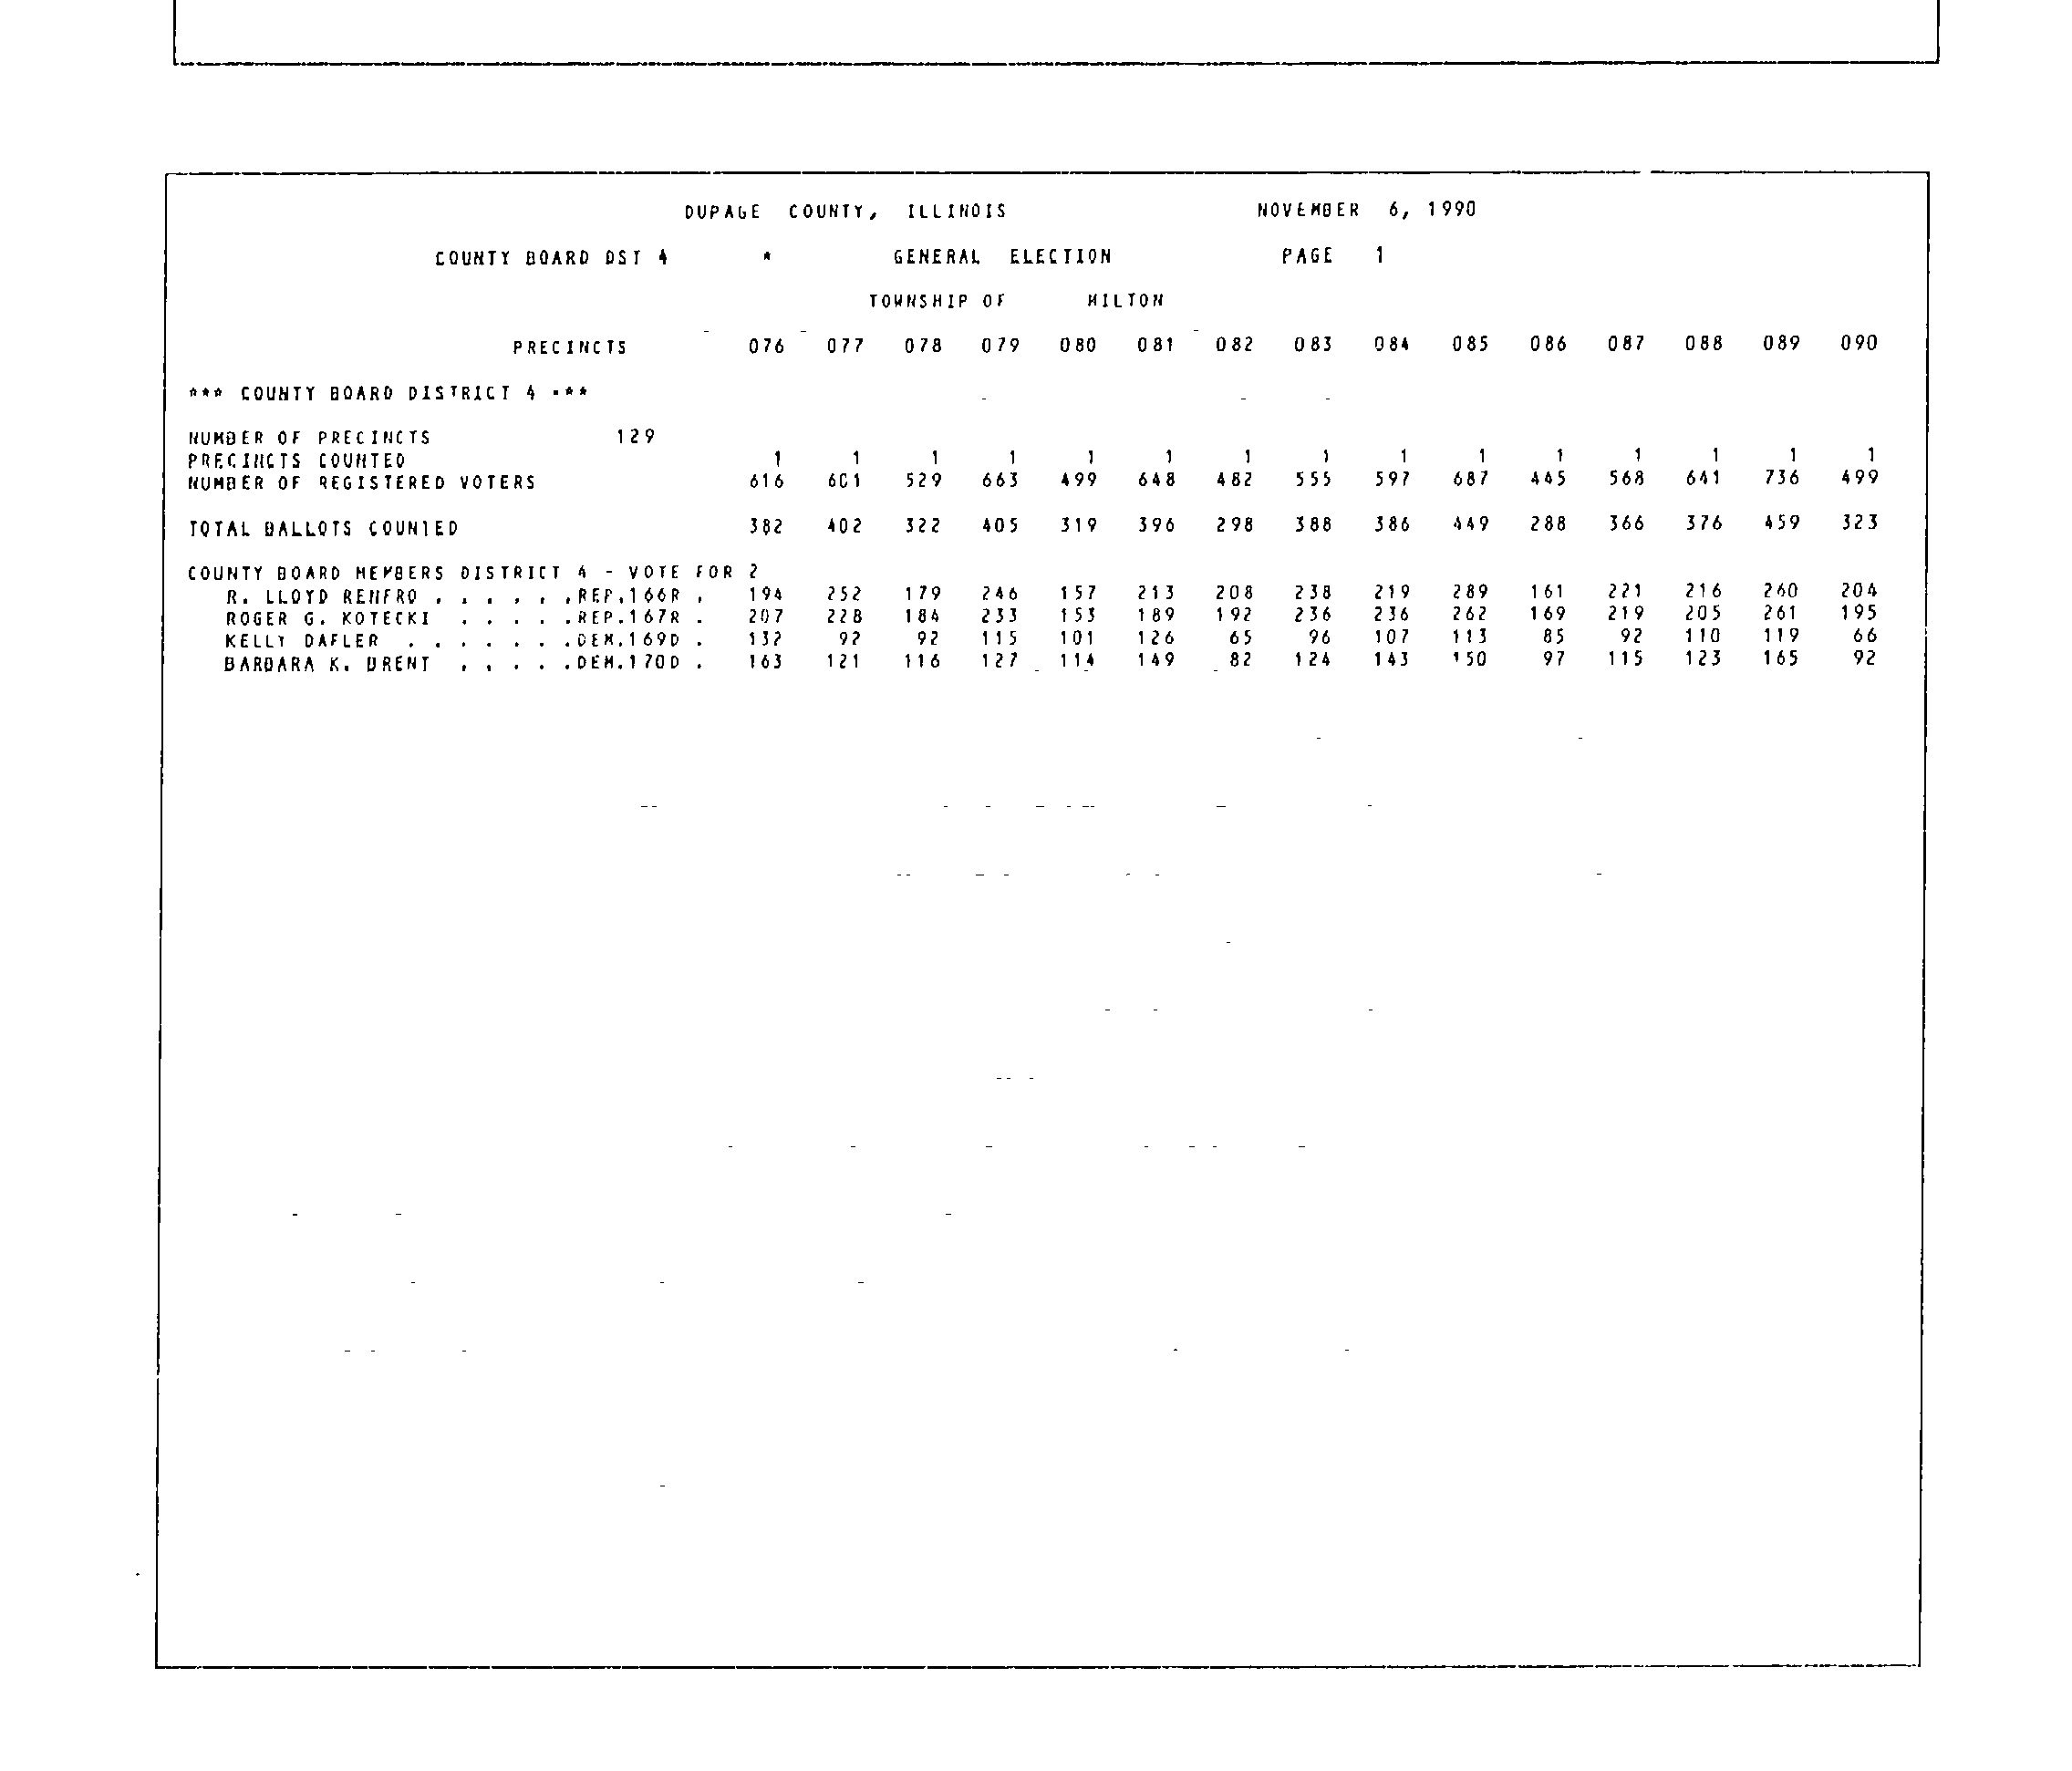 DUPAGE COUNTY, ILLINOIS NOVEMBER 6, 1990
COUNTY BOARD DST 4 * GENERAL ELECTION PAGE 1
TOWNSHIP OF MILTON
PRECINCTS 076 077 078 079 080 081 082 083 084 085 086 087 088 089 090
*** COUNTY BOARD DISTRICT 4 ***
NUMBER OF PRECINCTS 129
PRECINCTS COUNTED 1 1 1 1 1 1 1 1 1 1 1 1 1 1 1
NUMBER OF REGISTERED VOTERS 616 601 529 663 499 648 482 555 597 687 445 568 641 736 499
TOTAL BALLOTS COUNTED 382 402 322 405 319 396 298 388 386 449 288 366 376 459 323
COUNTY BOARD MEMBERS DISTRICT 4 - VOTE FOR 2
R. LLOYD RENFRO . . . . . .REP.166R . 194 252 179 246 157 213 208 238 219 289 161 221 216 260 204
ROGER G. KOTECKI . . . . .REP.167R . 207 228 184 233 153 189 192 236 236 262 169 219 205 261 195
KELLY DAFLER . . . . . . .DEM.169D . 132 92 92 115 101 126 65 96 107 113 85 92 110 119 66
BARBARA K. BRENT . . . . .DEM.170D . 163 121 116 127 114 149 82 124 143 150 97 115 123 165 92